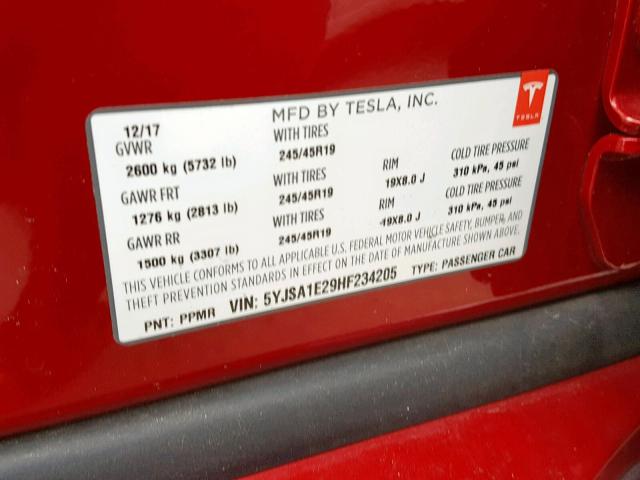 MFD BY TESLA, INC.
TESLA
12/17
GVWR WITH TIRES RIM COLD TIRE PRESSURE
2600 kg (5732 lb) 245/45R19 19X8.0 J 310 kPa, 45 psi
GAWR FRT WITH TIRES RIM COLD TIRE PRESSURE
1276 kg (2813 lb) 245/45R19 19X8.0 J 310 kPa, 45 psi
GAWR RR WITH TIRES
1500 kg (3307 lb) 245/45R19
THIS VEHICLE CONFORMS TO ALL APPLICABLE U.S. FEDERAL MOTOR VEHICLE SAFETY, BUMPER, AND
THEFT PREVENTION STANDARDS IN EFFECT ON THE DATE OF MANUFACTURE SHOWN ABOVE.
PNT: PPMR VIN: 5YJSA1E29HF234205 TYPE: PASSENGER CAR